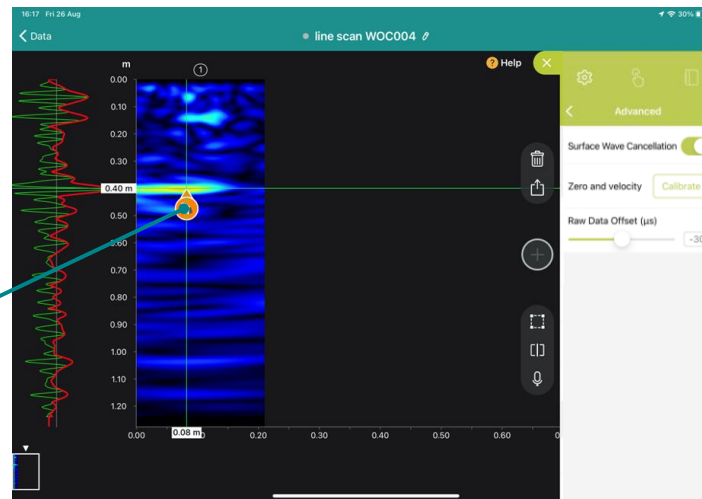 16:17 Fri 26 Aug
30%
Data
line scan WOC004
m
1
Help
Advanced
0.00
0.10
0.20
0.30
0.40 m
0.50
0.60
0.70
0.80
0.90
1.00
1.10
1.20
Surface Wave Cancellation
Zero and velocity
Calibrate
Raw Data Offset (µs)
-30
0.00
0.08 m
0.20
0.30
0.40
0.50
0.60